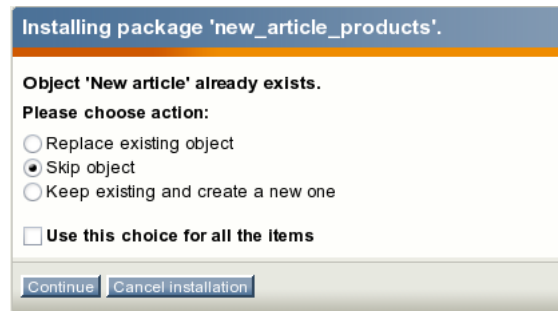 Installing package 'new_article_products'.
Object 'New article' already exists.
Please choose action:
Replace existing object
Skip object
Keep existing and create a new one
Use this choice for all the items
Continue Cancel installation